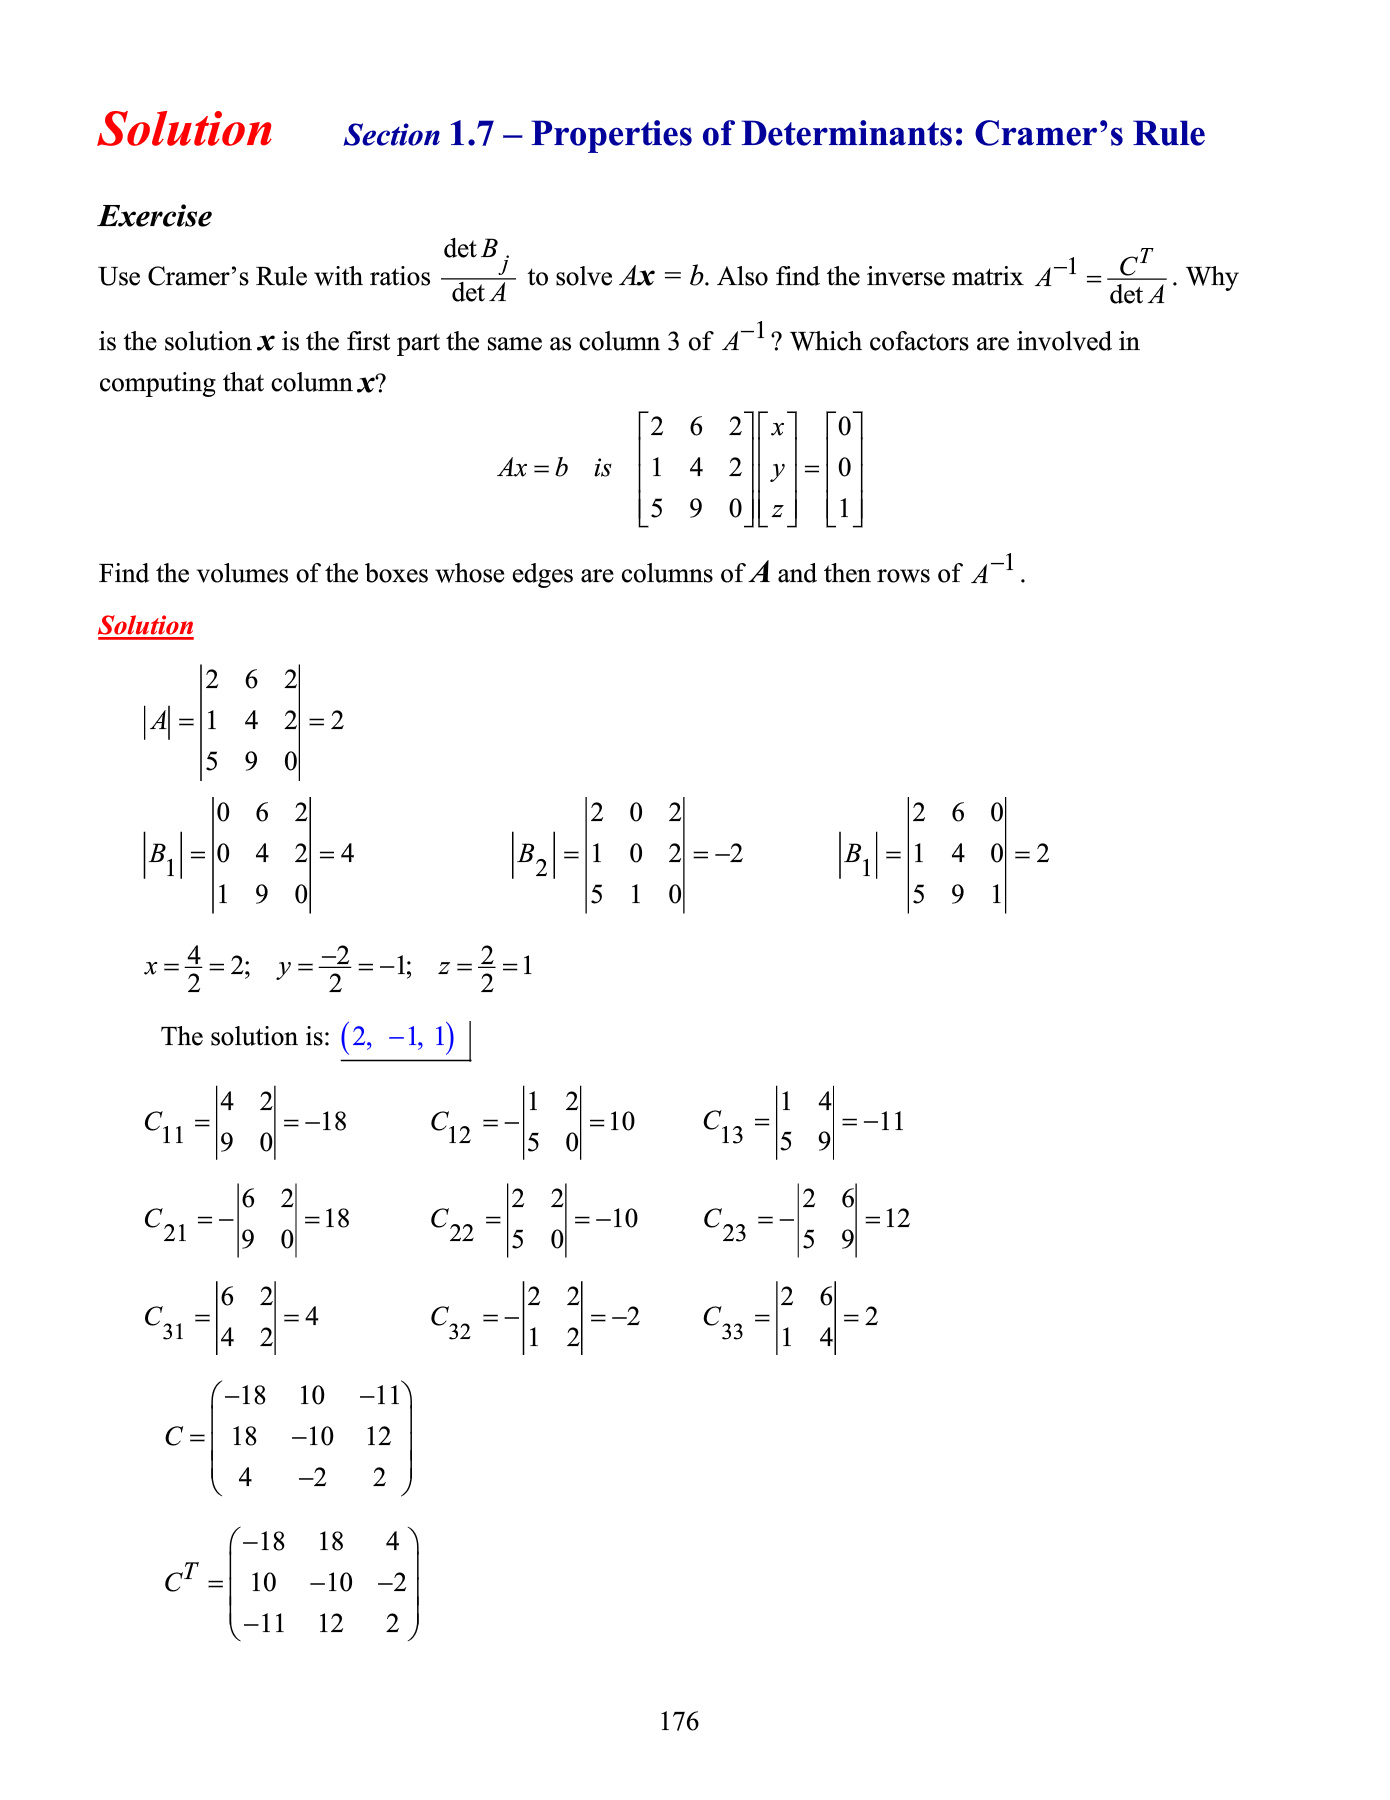 Solution Section 1.7 – Properties of Determinants: Cramer's Rule
Exercise
Use Cramer's Rule with ratios \frac{\det B_j}{\det A} to solve Ax = b. Also find the inverse matrix A^{-1} = \frac{C^T}{\det A}. Why
is the solution x is the first part the same as column 3 of A^{-1}? Which cofactors are involved in
computing that column x?
Ax = b is \begin{bmatrix} 2 & 6 & 2 \\ 1 & 4 & 2 \\ 5 & 9 & 0 \end{bmatrix} \begin{bmatrix} x \\ y \\ z \end{bmatrix} = \begin{bmatrix} 0 \\ 0 \\ 1 \end{bmatrix}
Find the volumes of the boxes whose edges are columns of A and then rows of A^{-1}.
Solution
|A| = \begin{vmatrix} 2 & 6 & 2 \\ 1 & 4 & 2 \\ 5 & 9 & 0 \end{vmatrix} = 2
|B_1| = \begin{vmatrix} 0 & 6 & 2 \\ 0 & 4 & 2 \\ 1 & 9 & 0 \end{vmatrix} = 4 |B_2| = \begin{vmatrix} 2 & 0 & 2 \\ 1 & 0 & 2 \\ 5 & 1 & 0 \end{vmatrix} = -2 |B_1| = \begin{vmatrix} 2 & 6 & 0 \\ 1 & 4 & 0 \\ 5 & 9 & 1 \end{vmatrix} = 2
x = \frac{4}{2} = 2; y = \frac{-2}{2} = -1; z = \frac{2}{2} = 1
The solution is: (2, -1, 1)
C_{11} = \begin{vmatrix} 4 & 2 \\ 9 & 0 \end{vmatrix} = -18 C_{12} = -\begin{vmatrix} 1 & 2 \\ 5 & 0 \end{vmatrix} = 10 C_{13} = \begin{vmatrix} 1 & 4 \\ 5 & 9 \end{vmatrix} = -11
C_{21} = -\begin{vmatrix} 6 & 2 \\ 9 & 0 \end{vmatrix} = 18 C_{22} = \begin{vmatrix} 2 & 2 \\ 5 & 0 \end{vmatrix} = -10 C_{23} = -\begin{vmatrix} 2 & 6 \\ 5 & 9 \end{vmatrix} = 12
C_{31} = \begin{vmatrix} 6 & 2 \\ 4 & 2 \end{vmatrix} = 4 C_{32} = -\begin{vmatrix} 2 & 2 \\ 1 & 2 \end{vmatrix} = -2 C_{33} = \begin{vmatrix} 2 & 6 \\ 1 & 4 \end{vmatrix} = 2
C = \begin{pmatrix} -18 & 10 & -11 \\ 18 & -10 & 12 \\ 4 & -2 & 2 \end{pmatrix}
C^T = \begin{pmatrix} -18 & 18 & 4 \\ 10 & -10 & -2 \\ -11 & 12 & 2 \end{pmatrix}
176